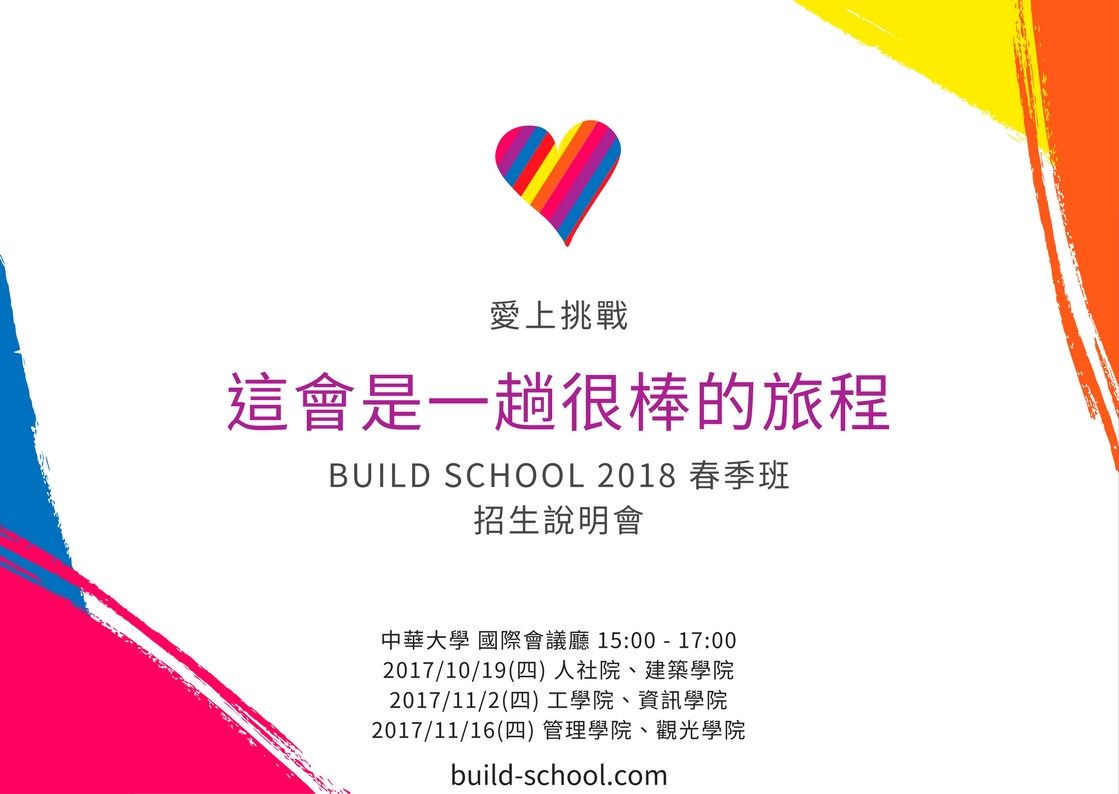 愛上挑戰
這會是一趟很棒的旅程
BUILD SCHOOL 2018 春季班
招生說明會
中華大學 國際會議廳 15:00 - 17:00
2017/10/19(四) 人社院、建築學院
2017/11/2(四) 工學院、資訊學院
2017/11/16(四) 管理學院、觀光學院
build-school.com